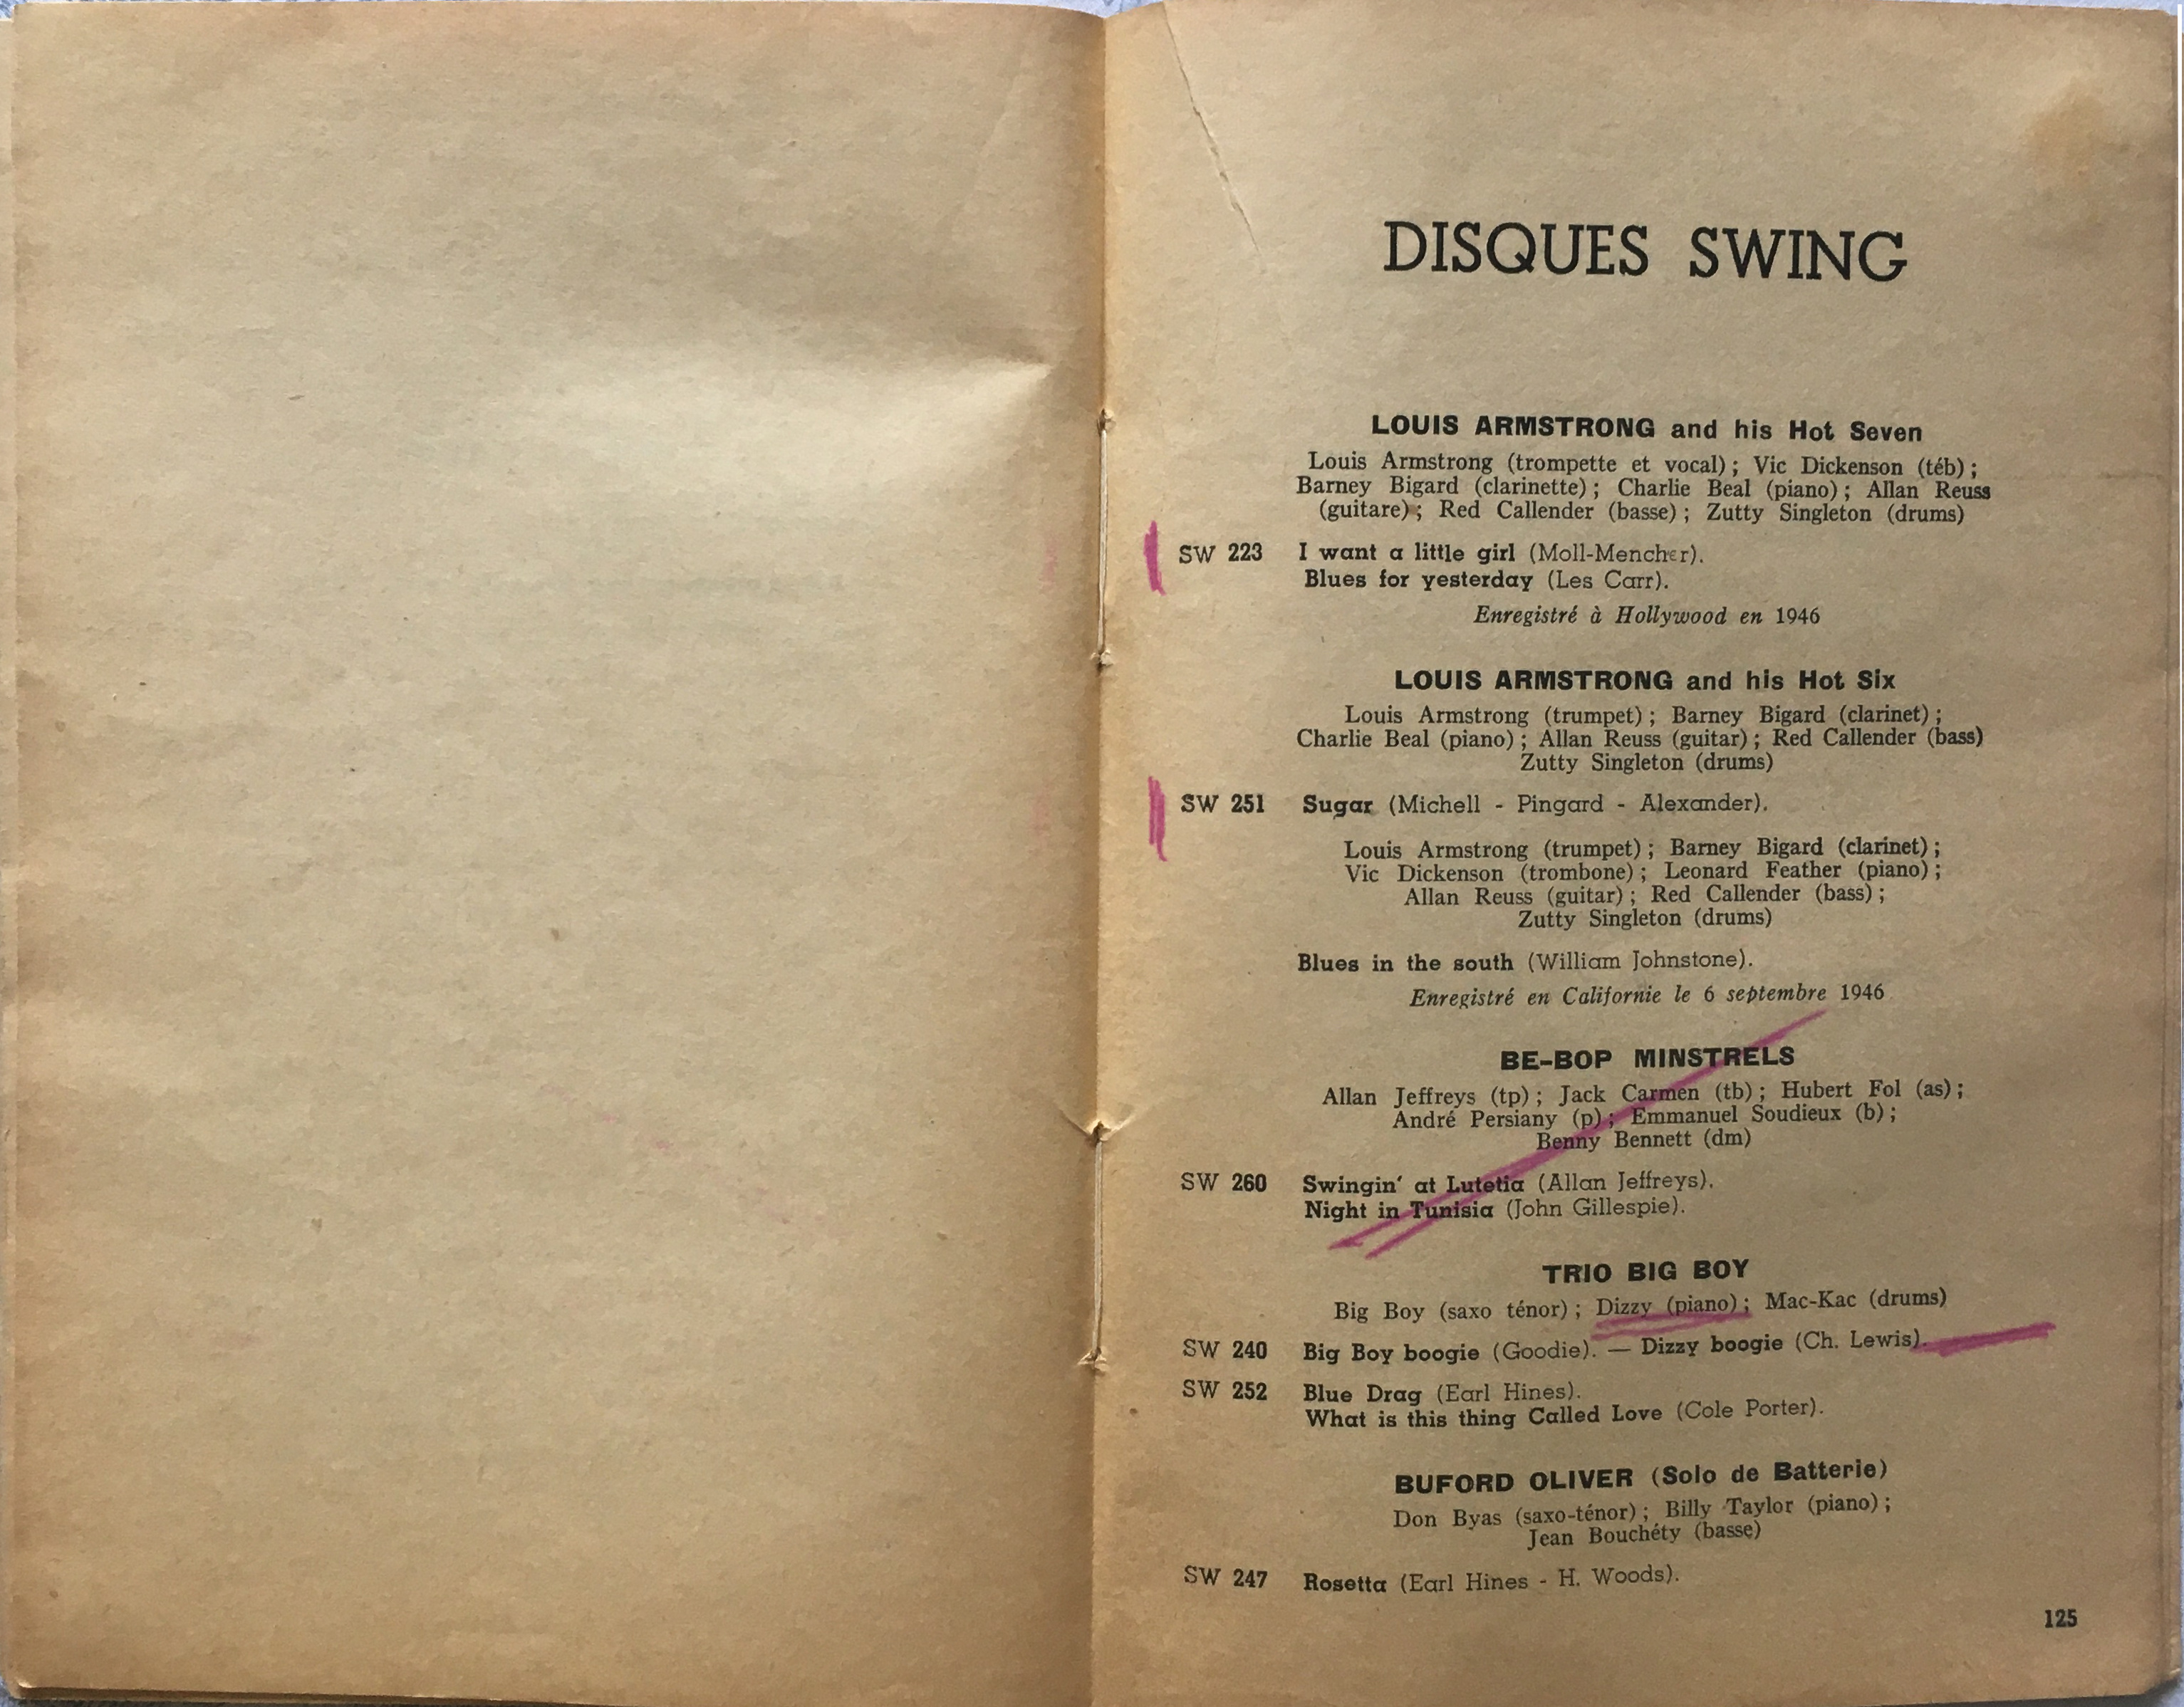 DISQUES SWING
LOUIS ARMSTRONG and his Hot Seven
Louis Armstrong (trompette et vocal) ; Vic Dickenson (téb) ;
Barney Bigard (clarinette) ; Charlie Beal (piano) ; Allan Reuss
(guitare) ; Red Callender (basse) ; Zutty Singleton (drums)
SW 223 I want a little girl (Moll-Mencher).
Blues for yesterday (Les Carr).
Enregistré à Hollywood en 1946
LOUIS ARMSTRONG and his Hot Six
Louis Armstrong (trumpet) ; Barney Bigard (clarinet) ;
Charlie Beal (piano) ; Allan Reuss (guitar) ; Red Callender (bass)
Zutty Singleton (drums)
SW 251 Sugar (Michell - Pingard - Alexander).
Louis Armstrong (trumpet) ; Barney Bigard (clarinet) ;
Vic Dickenson (trombone) ; Leonard Feather (piano) ;
Allan Reuss (guitar) ; Red Callender (bass) ;
Zutty Singleton (drums)
Blues in the south (William Johnstone).
Enregistré en Californie le 6 septembre 1946
BE-BOP MINSTRELS
Allan Jeffreys (tp) ; Jack Carmen (tb) ; Hubert Fol (as) ;
André Persiany (p) ; Emmanuel Soudieux (b) ;
Benny Bennett (dm)
SW 260 Swingin' at Lutetia (Allan Jeffreys).
Night in Tunisia (John Gillespie).
TRIO BIG BOY
Big Boy (saxo ténor) ; Dizzy (piano) ; Mac-Kac (drums)
SW 240 Big Boy boogie (Goodie). — Dizzy boogie (Ch. Lewis).
SW 252 Blue Drag (Earl Hines).
What is this thing Called Love (Cole Porter).
BUFORD OLIVER (Solo de Batterie)
Don Byas (saxo-ténor) ; Billy Taylor (piano) ;
Jean Bouchéty (basse)
SW 247 Rosetta (Earl Hines - H. Woods).
125